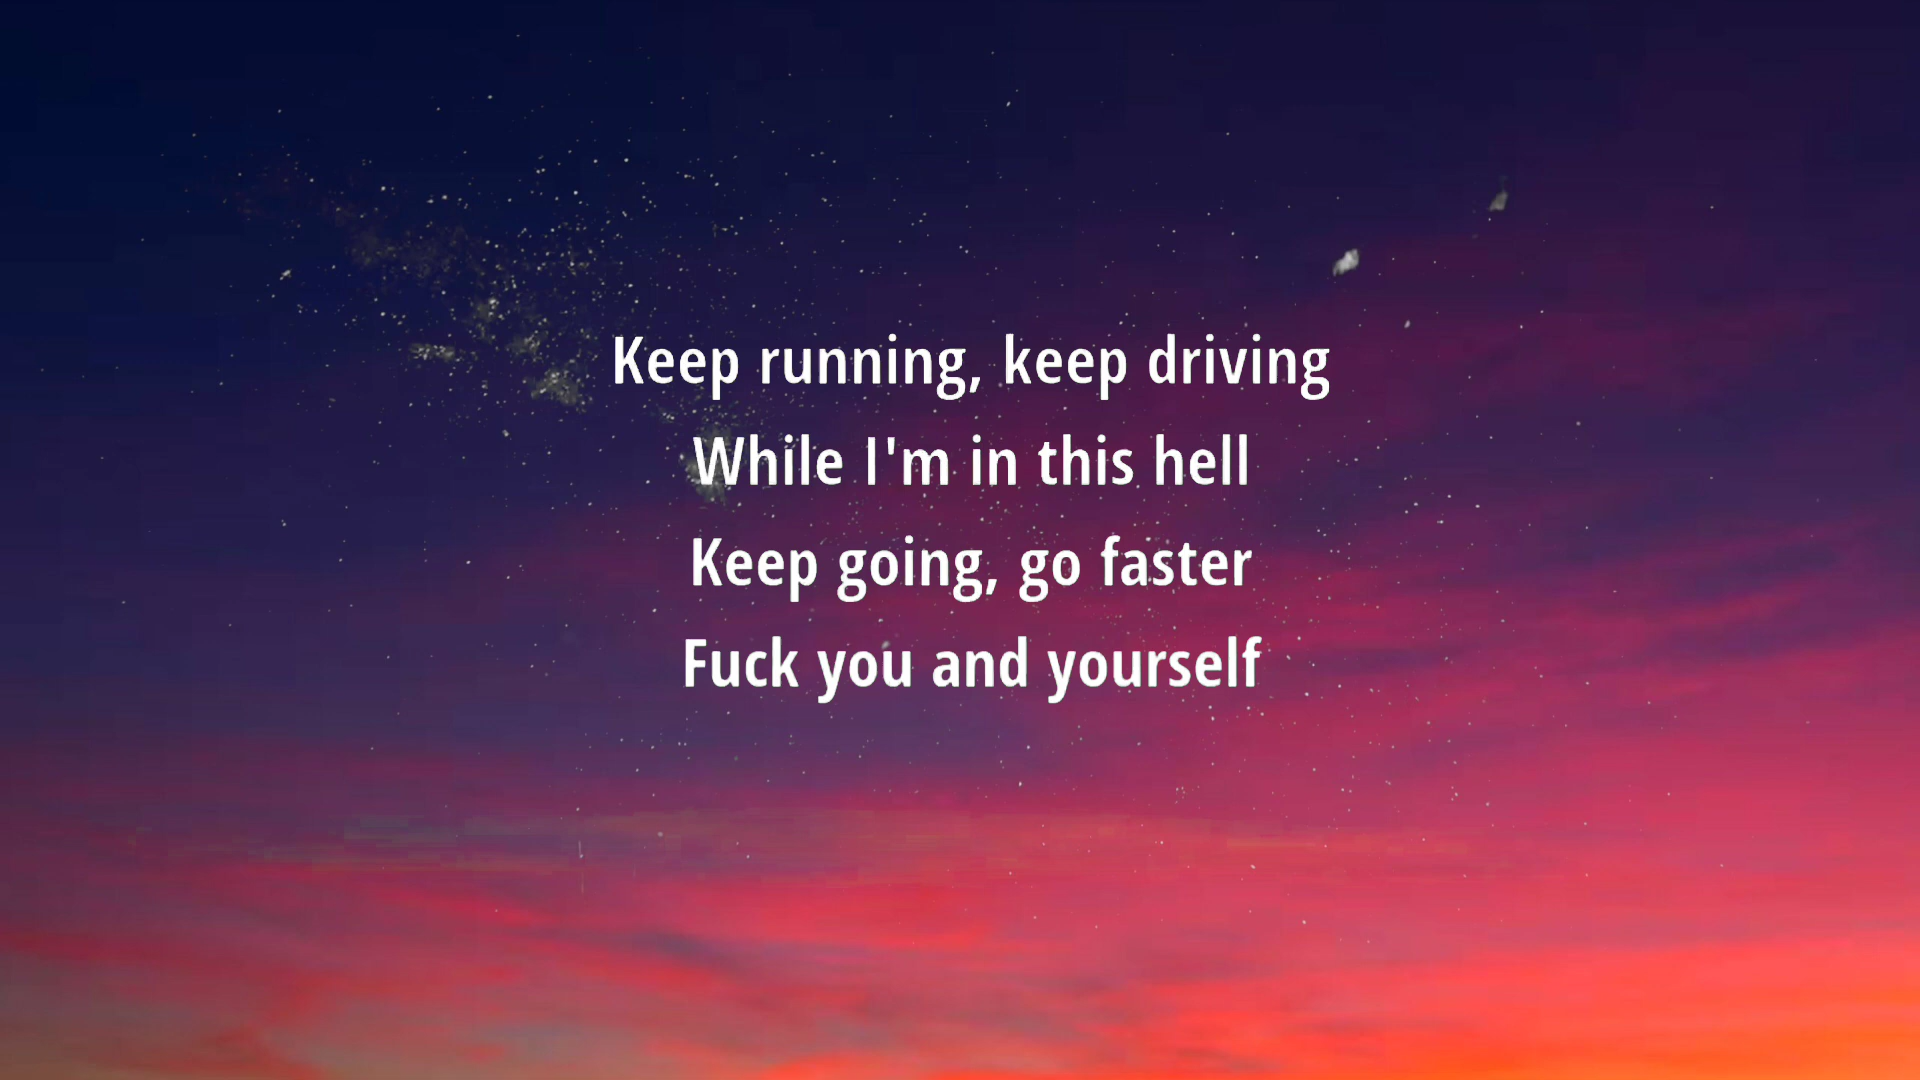 Keep running, keep driving
While I'm in this hell
Keep going, go faster
Fuck you and yourself